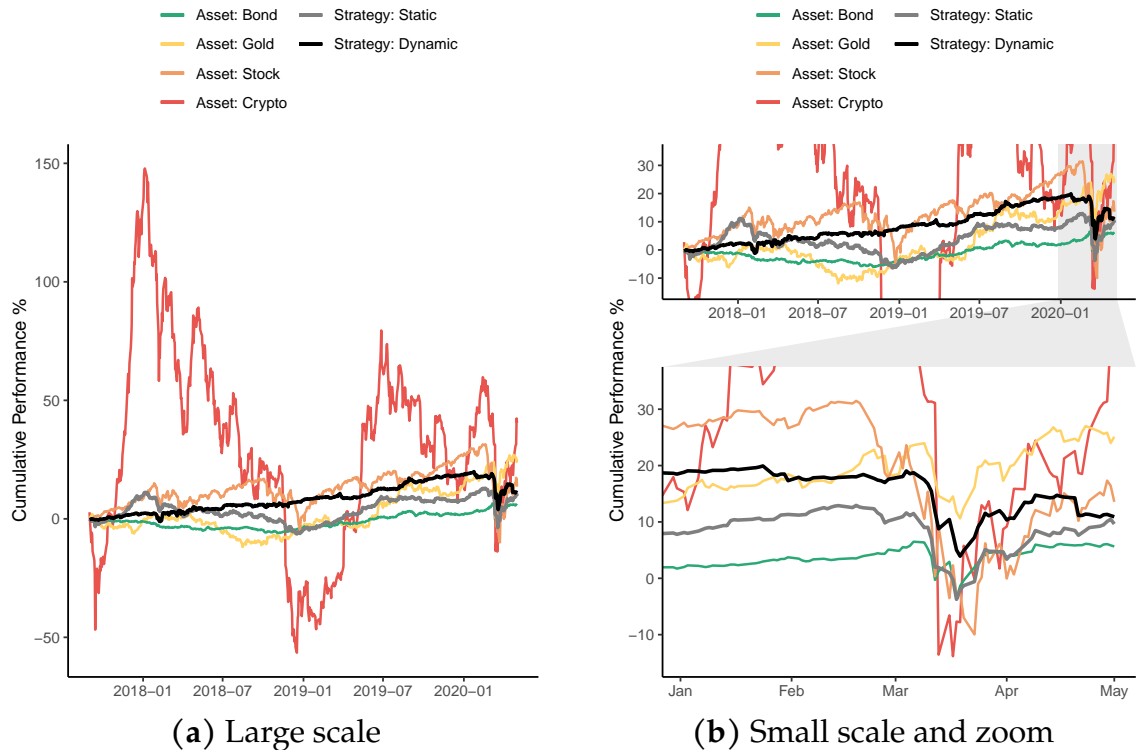 Asset: Bond
Asset: Gold
Asset: Stock
Asset: Crypto
Strategy: Static
Strategy: Dynamic
Cumulative Performance %
150
100
50
0
−50
2018−01
2018−07
2019−01
2019−07
2020−01
(a) Large scale
Asset: Bond
Asset: Gold
Asset: Stock
Asset: Crypto
Strategy: Static
Strategy: Dynamic
Cumulative Performance %
30
20
10
0
−10
2018−01
2018−07
2019−01
2019−07
2020−01
30
20
10
0
−10
Jan
Feb
Mar
Apr
May
(b) Small scale and zoom